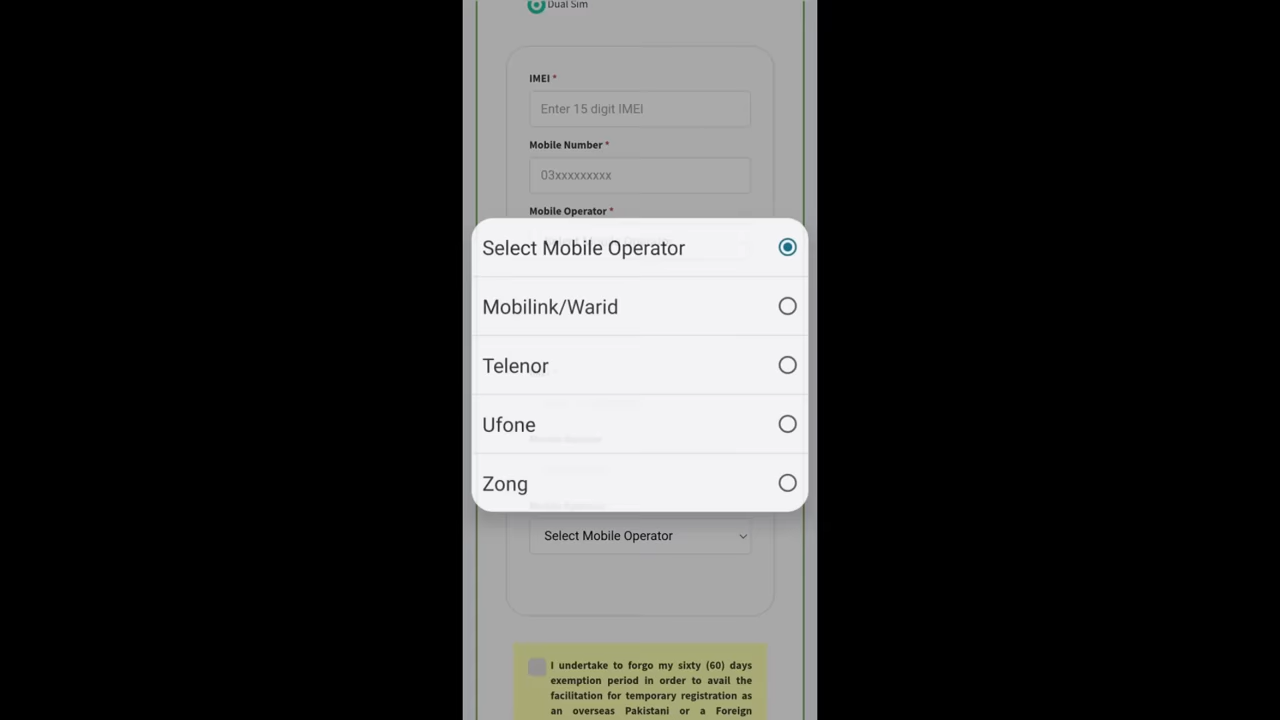 Dual Sim
IMEI *
Enter 15 digit IMEI
Mobile Number *
03xxxxxxxxx
Mobile Operator *
Select Mobile Operator
Mobilink/Warid
Telenor
Ufone
Zong
Select Mobile Operator
I undertake to forgo my sixty (60) days
exemption period in order to avail the
facilitation for temporary registration as
an overseas Pakistani or a Foreign